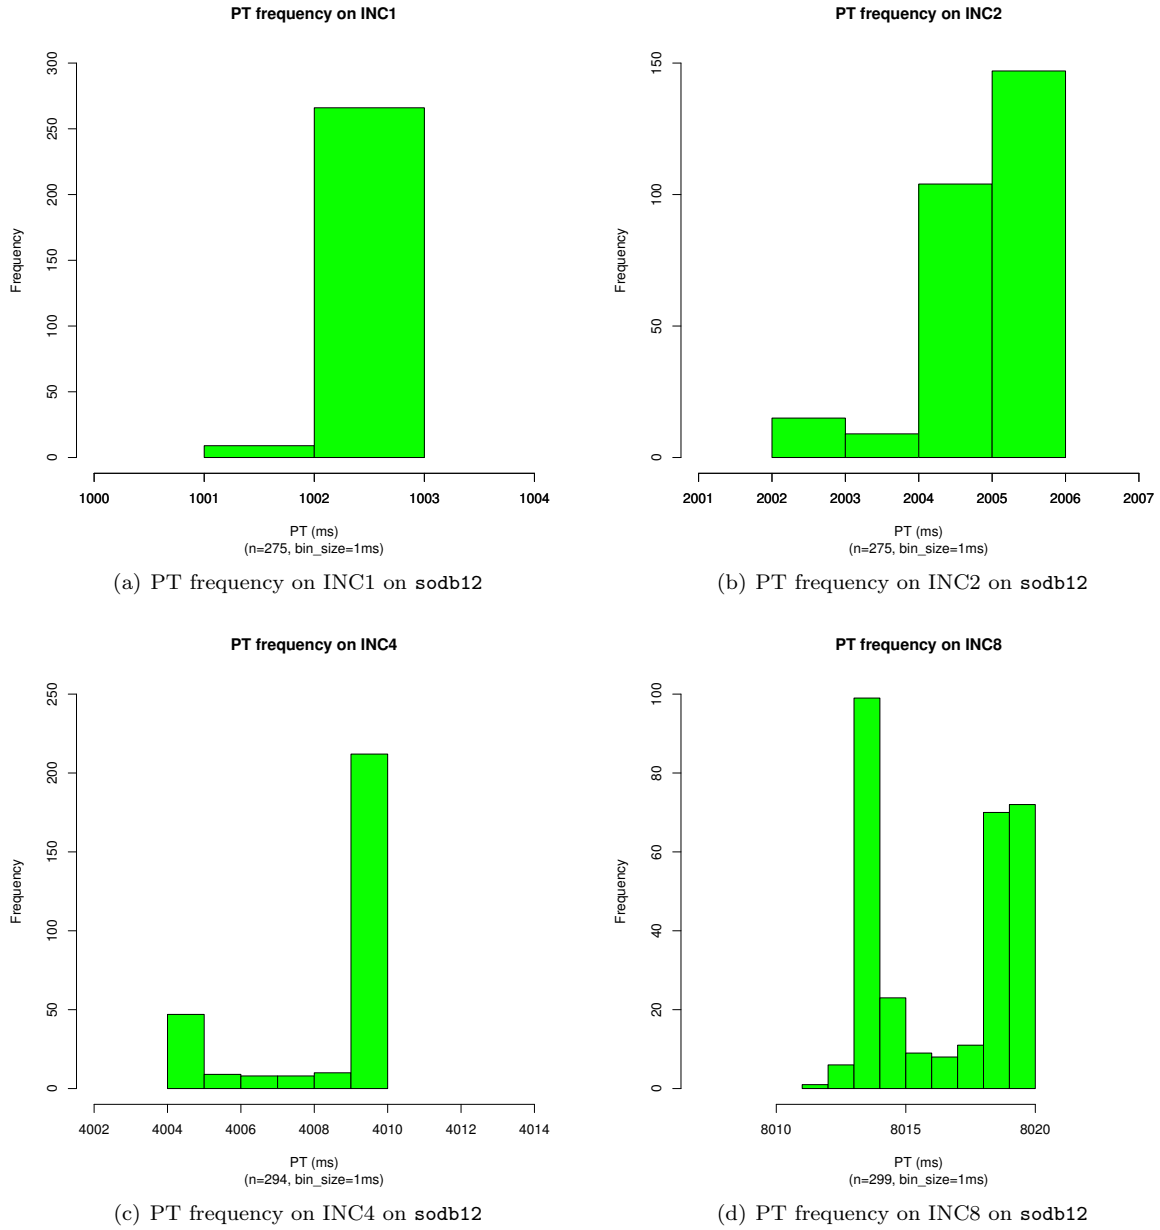 PT frequency on INC1
300
250
200
150
100
50
0
Frequency
1000 1001 1002 1003 1004
PT (ms)
(n=275, bin_size=1ms)
(a) PT frequency on INC1 on sodb12
PT frequency on INC2
150
100
50
0
Frequency
2001 2002 2003 2004 2005 2006 2007
PT (ms)
(n=275, bin_size=1ms)
(b) PT frequency on INC2 on sodb12
PT frequency on INC4
250
200
150
100
50
0
Frequency
4002 4004 4006 4008 4010 4012 4014
PT (ms)
(n=294, bin_size=1ms)
(c) PT frequency on INC4 on sodb12
PT frequency on INC8
100
80
60
40
20
0
Frequency
8010 8015 8020
PT (ms)
(n=299, bin_size=1ms)
(d) PT frequency on INC8 on sodb12